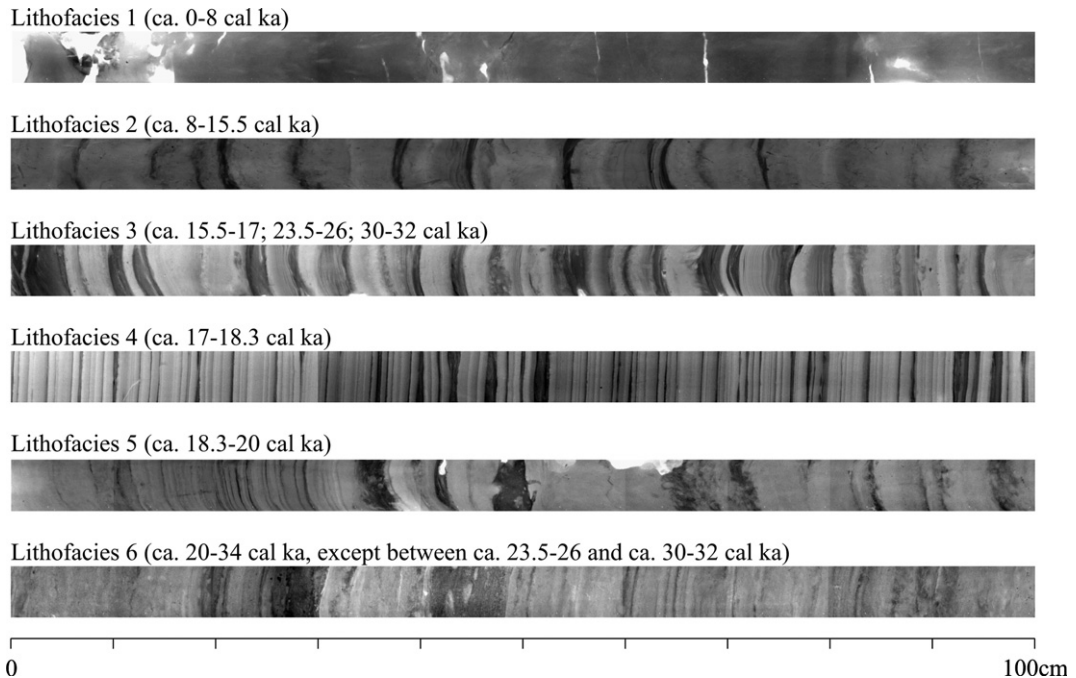 Lithofacies 1 (ca. 0-8 cal ka)
Lithofacies 2 (ca. 8-15.5 cal ka)
Lithofacies 3 (ca. 15.5-17; 23.5-26; 30-32 cal ka)
Lithofacies 4 (ca. 17-18.3 cal ka)
Lithofacies 5 (ca. 18.3-20 cal ka)
Lithofacies 6 (ca. 20-34 cal ka, except between ca. 23.5-26 and ca. 30-32 cal ka)
0 100cm